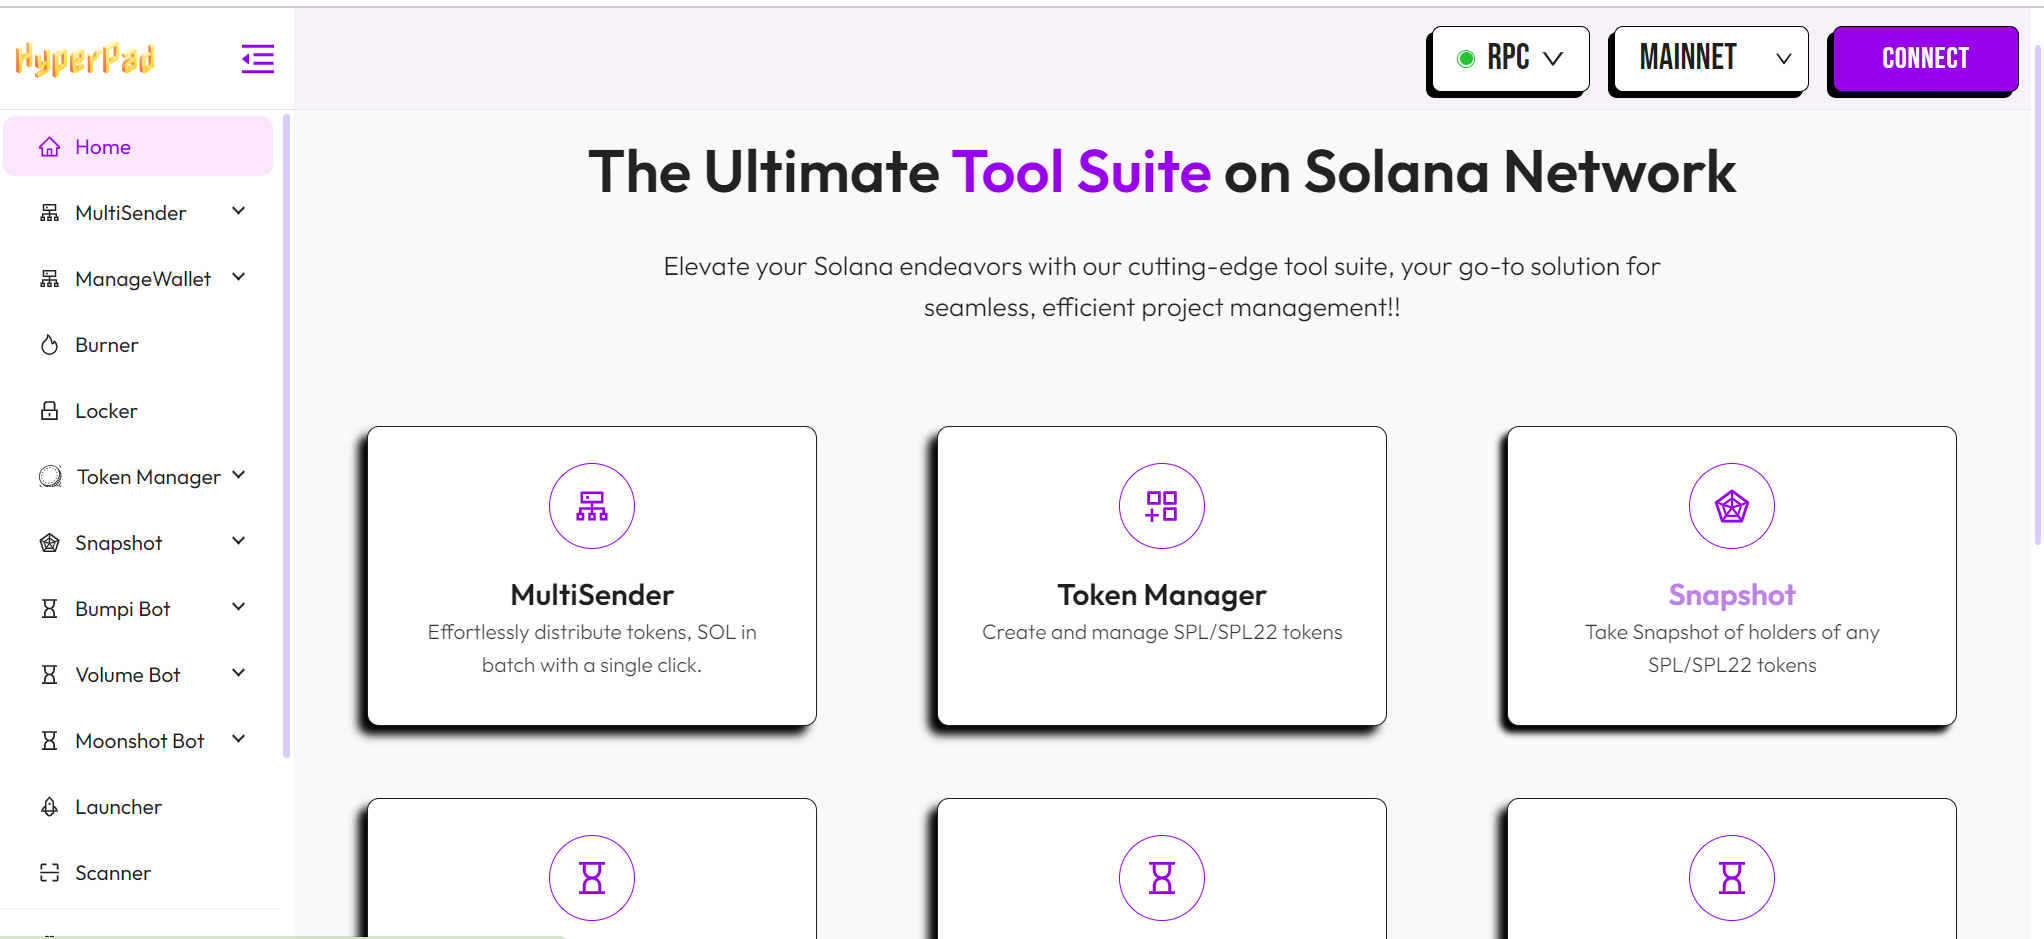 HyperPad
RPC
MAINNET
CONNECT
Home
MultiSender
ManageWallet
Burner
Locker
Token Manager
Snapshot
Bumpi Bot
Volume Bot
Moonshot Bot
Launcher
Scanner
The Ultimate Tool Suite on Solana Network
Elevate your Solana endeavors with our cutting-edge tool suite, your go-to solution for
seamless, efficient project management!!
MultiSender
Effortlessly distribute tokens, SOL in
batch with a single click.
Token Manager
Create and manage SPL/SPL22 tokens
Snapshot
Take Snapshot of holders of any
SPL/SPL22 tokens